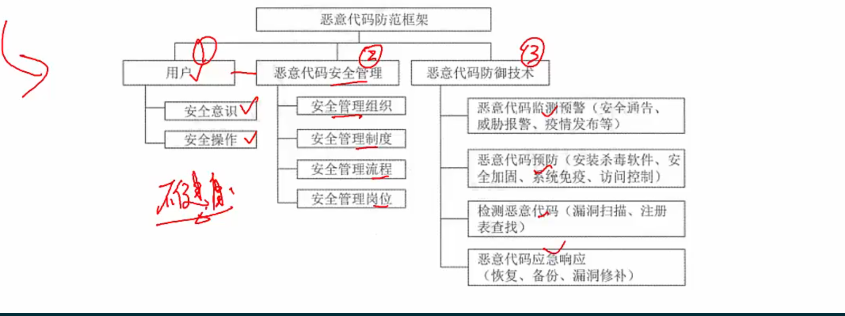 恶意代码防范框架
① ② ③
用户
恶意代码安全管理
恶意代码防御技术
安全意识
安全操作
安全管理组织
安全管理制度
安全管理流程
安全管理岗位
恶意代码监测预警（安全通告、
威胁报警、疫情发布等）
恶意代码预防（安装杀毒软件、安
全加固、系统免疫、访问控制）
检测恶意代码（漏洞扫描、注册
表查找）
恶意代码应急响应
（恢复、备份、漏洞修补）